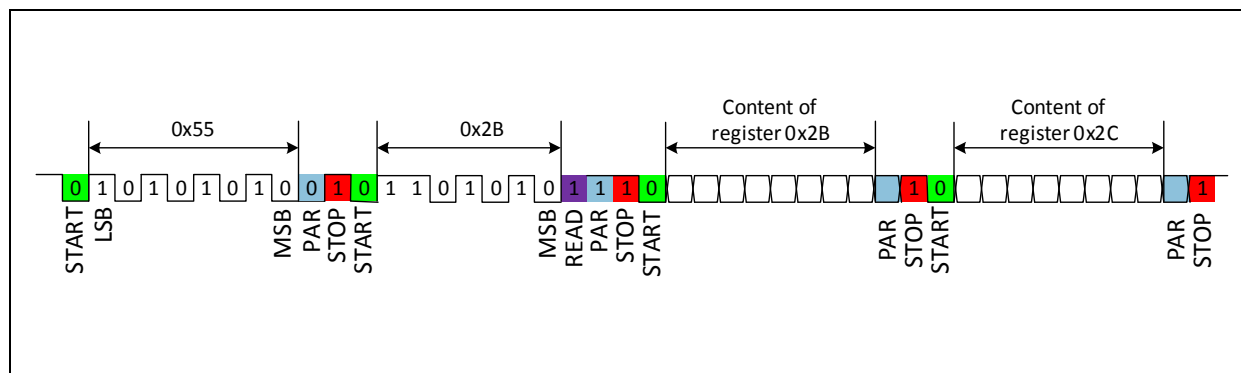 0x55
0x2B
Content of
register 0x2B
Content of
register 0x2C
0 1 0 1 0 1 0 1 0 0 1 0 1 1 0 1 0 1 0 1 1 1 0 1 0 1
START
LSB
MSB
PAR
STOP
START
MSB
READ
PAR
STOP
START
PAR
STOP
START
PAR
STOP